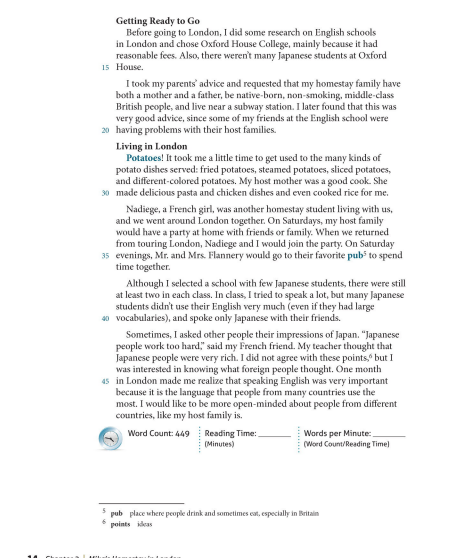 Getting Ready to Go
Before going to London, I did some research on English schools
in London and chose Oxford House College, mainly because it had
reasonable fees. Also, there weren't many Japanese students at Oxford
15 House.
I took my parents' advice and requested that my homestay family have
both a mother and a father, be native-born, non-smoking, middle-class
British people, and live near a subway station. I later found that this was
very good advice, since some of my friends at the English school were
20 having problems with their host families.
Living in London
Potatoes! It took me a little time to get used to the many kinds of
potato dishes served: fried potatoes, steamed potatoes, sliced potatoes,
and different-colored potatoes. My host mother was a good cook. She
30 made delicious pasta and chicken dishes and even cooked rice for me.
Nadiege, a French girl, was another homestay student living with us,
and we went around London together. On Saturdays, my host family
would have a party at home with friends or family. When we returned
from touring London, Nadiege and I would join the party. On Saturday
35 evenings, Mr. and Mrs. Flannery would go to their favorite pub5 to spend
time together.
Although I selected a school with few Japanese students, there were still
at least two in each class. In class, I tried to speak a lot, but many Japanese
students didn't use their English very much (even if they had large
40 vocabularies), and spoke only Japanese with their friends.
Sometimes, I asked other people their impressions of Japan. "Japanese
people work too hard," said my French friend. My teacher thought that
Japanese people were very rich. I did not agree with these points,6 but I
was interested in knowing what foreign people thought. One month
45 in London made me realize that speaking English was very important
because it is the language that people from many countries use the
most. I would like to be more open-minded about people from different
countries, like my host family is.
Word Count: 449 Reading Time: ________ Words per Minute: ________
(Minutes) (Word Count/Reading Time)
5 pub place where people drink and sometimes eat, especially in Britain
6 points ideas